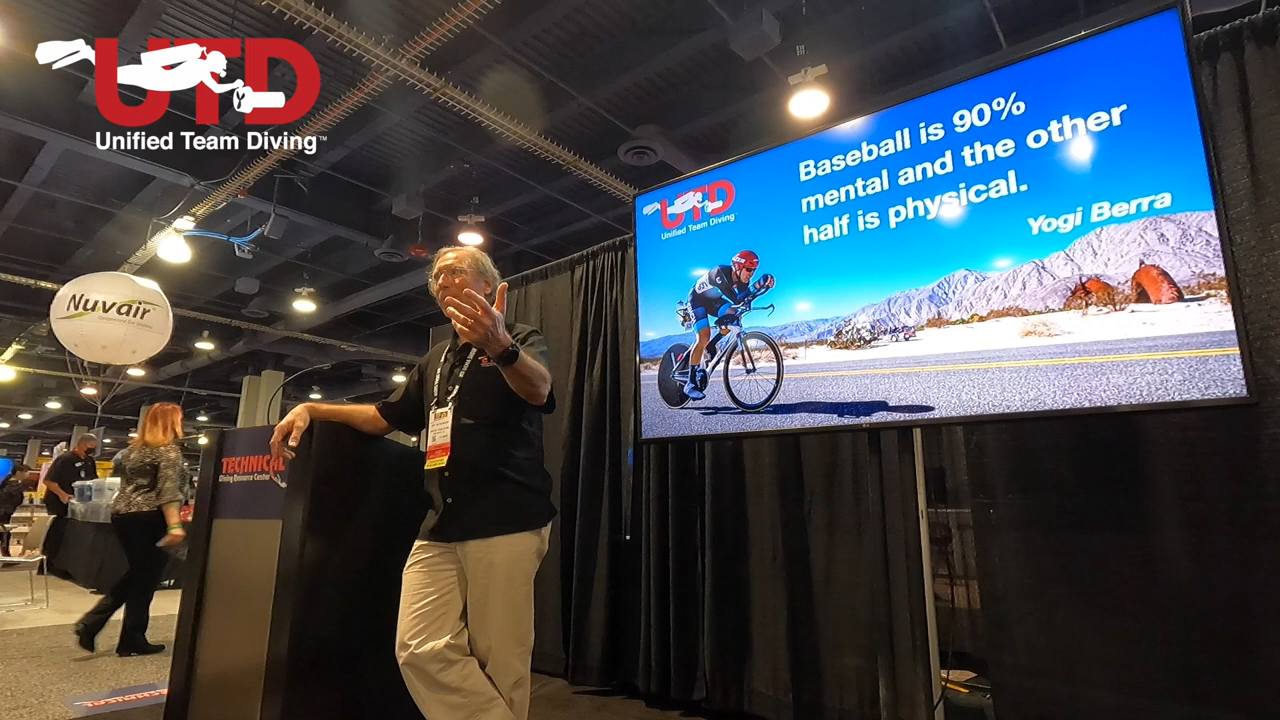 UTD
Unified Team Diving™
Baseball is 90%
mental and the other
half is physical.
Yogi Berra
UTD
Unified Team Diving
Nuvair
TECHNICAL
Diving Resource Center
TECHNICAL